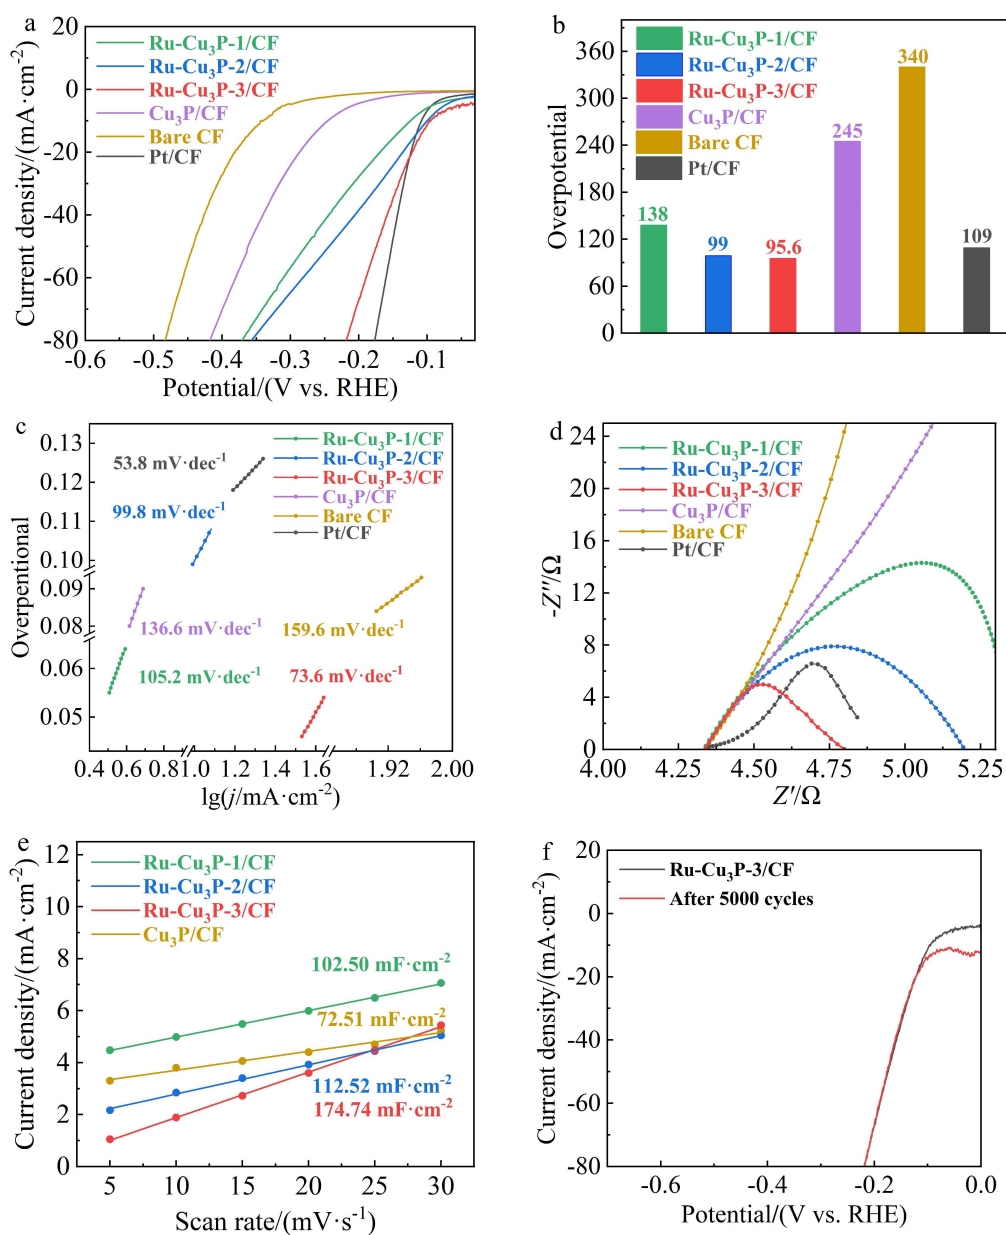 a
20
0
-20
-40
-60
-80
Current density/(mA·cm⁻²)
Ru-Cu₃P-1/CF
Ru-Cu₃P-2/CF
Ru-Cu₃P-3/CF
Cu₃P/CF
Bare CF
Pt/CF
-0.6 -0.5 -0.4 -0.3 -0.2 -0.1
Potential/(V vs. RHE)
b
360
300
240
180
120
60
0
Overpotential
Ru-Cu₃P-1/CF
Ru-Cu₃P-2/CF
Ru-Cu₃P-3/CF
Cu₃P/CF
Bare CF
Pt/CF
138
99
95.6
245
340
109
c
0.13
0.12
0.11
0.10
0.09
0.08
0.06
0.05
Overpentional
53.8 mV·dec⁻¹
99.8 mV·dec⁻¹
136.6 mV·dec⁻¹
105.2 mV·dec⁻¹
159.6 mV·dec⁻¹
73.6 mV·dec⁻¹
Ru-Cu₃P-1/CF
Ru-Cu₃P-2/CF
Ru-Cu₃P-3/CF
Cu₃P/CF
Bare CF
Pt/CF
0.4 0.6 0.8 1.0 1.2 1.4 1.6 1.92 2.00
lg(j/mA·cm⁻²)
d
24
20
16
12
8
4
0
-Z″/Ω
Ru-Cu₃P-1/CF
Ru-Cu₃P-2/CF
Ru-Cu₃P-3/CF
Cu₃P/CF
Bare CF
Pt/CF
4.00 4.25 4.50 4.75 5.00 5.25
Z′/Ω
e
12
10
8
6
4
2
0
Current density/(mA·cm⁻²)
Ru-Cu₃P-1/CF
Ru-Cu₃P-2/CF
Ru-Cu₃P-3/CF
Cu₃P/CF
102.50 mF·cm⁻²
72.51 mF·cm⁻²
112.52 mF·cm⁻²
174.74 mF·cm⁻²
5 10 15 20 25 30
Scan rate/(mV·s⁻¹)
f
20
0
-20
-40
-60
-80
Current density/(mA·cm⁻²)
Ru-Cu₃P-3/CF
After 5000 cycles
-0.6 -0.4 -0.2 0.0
Potential/(V vs. RHE)